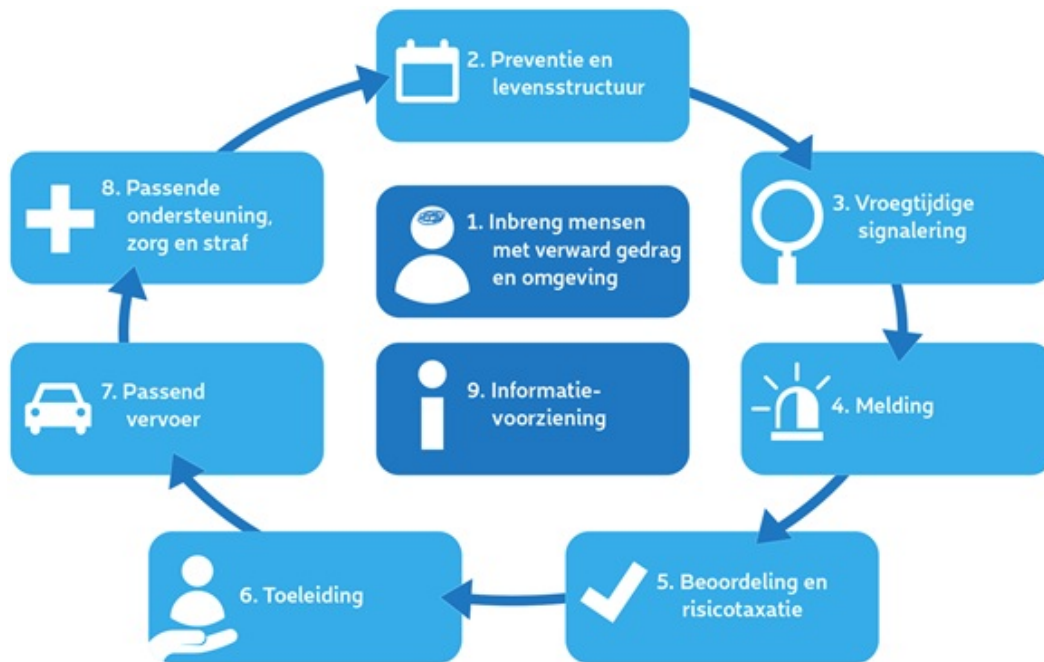 2. Preventie en
levensstructuur
8. Passende
ondersteuning,
zorg en straf
1. Inbreng mensen
met verward gedrag
en omgeving
3. Vroegtijdige
signalering
7. Passend
vervoer
9. Informatie-
voorziening
4. Melding
6. Toeleiding
5. Beoordeling en
risicotaxatie